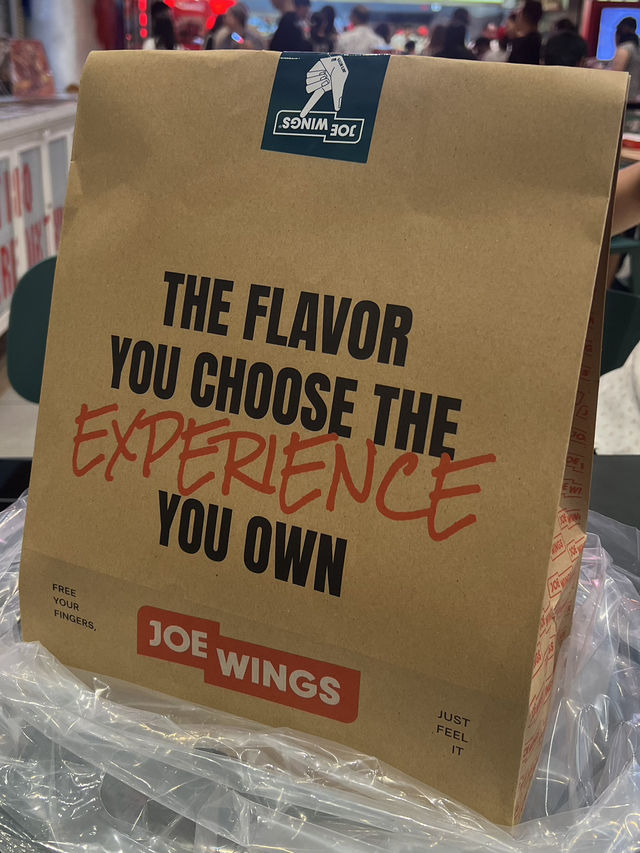 JOE WINGS
THE FLAVOR
YOU CHOOSE THE
EXPERIENCE
YOU OWN
FREE
YOUR
FINGERS,
JOE WINGS
JUST
FEEL
IT